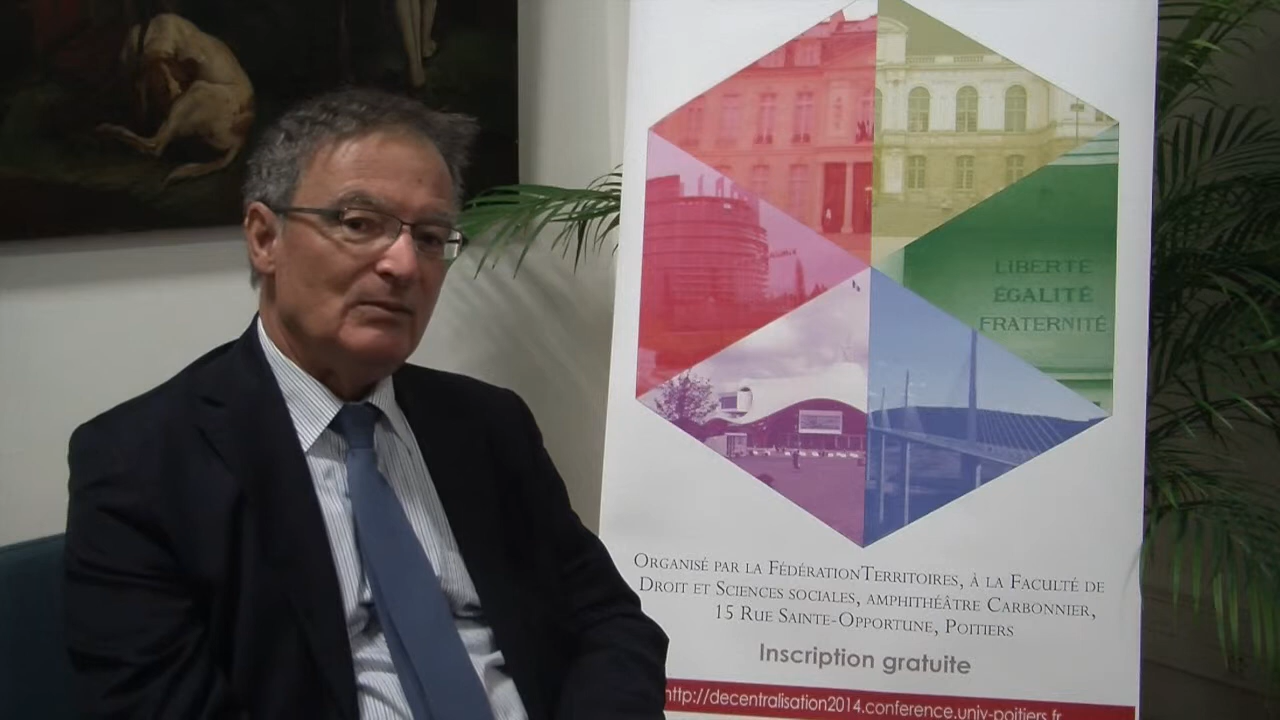 LIBERTÉ
ÉGALITÉ
FRATERNITÉ
ORGANISÉ PAR LA FÉDÉRATIONTERRITOIRES, À LA FACULTÉ DE
DROIT ET SCIENCES SOCIALES, AMPHITHÉÂTRE CARBONNIER,
15 RUE SAINTE-OPPORTUNE, POITIERS
Inscription gratuite
http://decentralisation2014.conference.univ-poitiers.fr